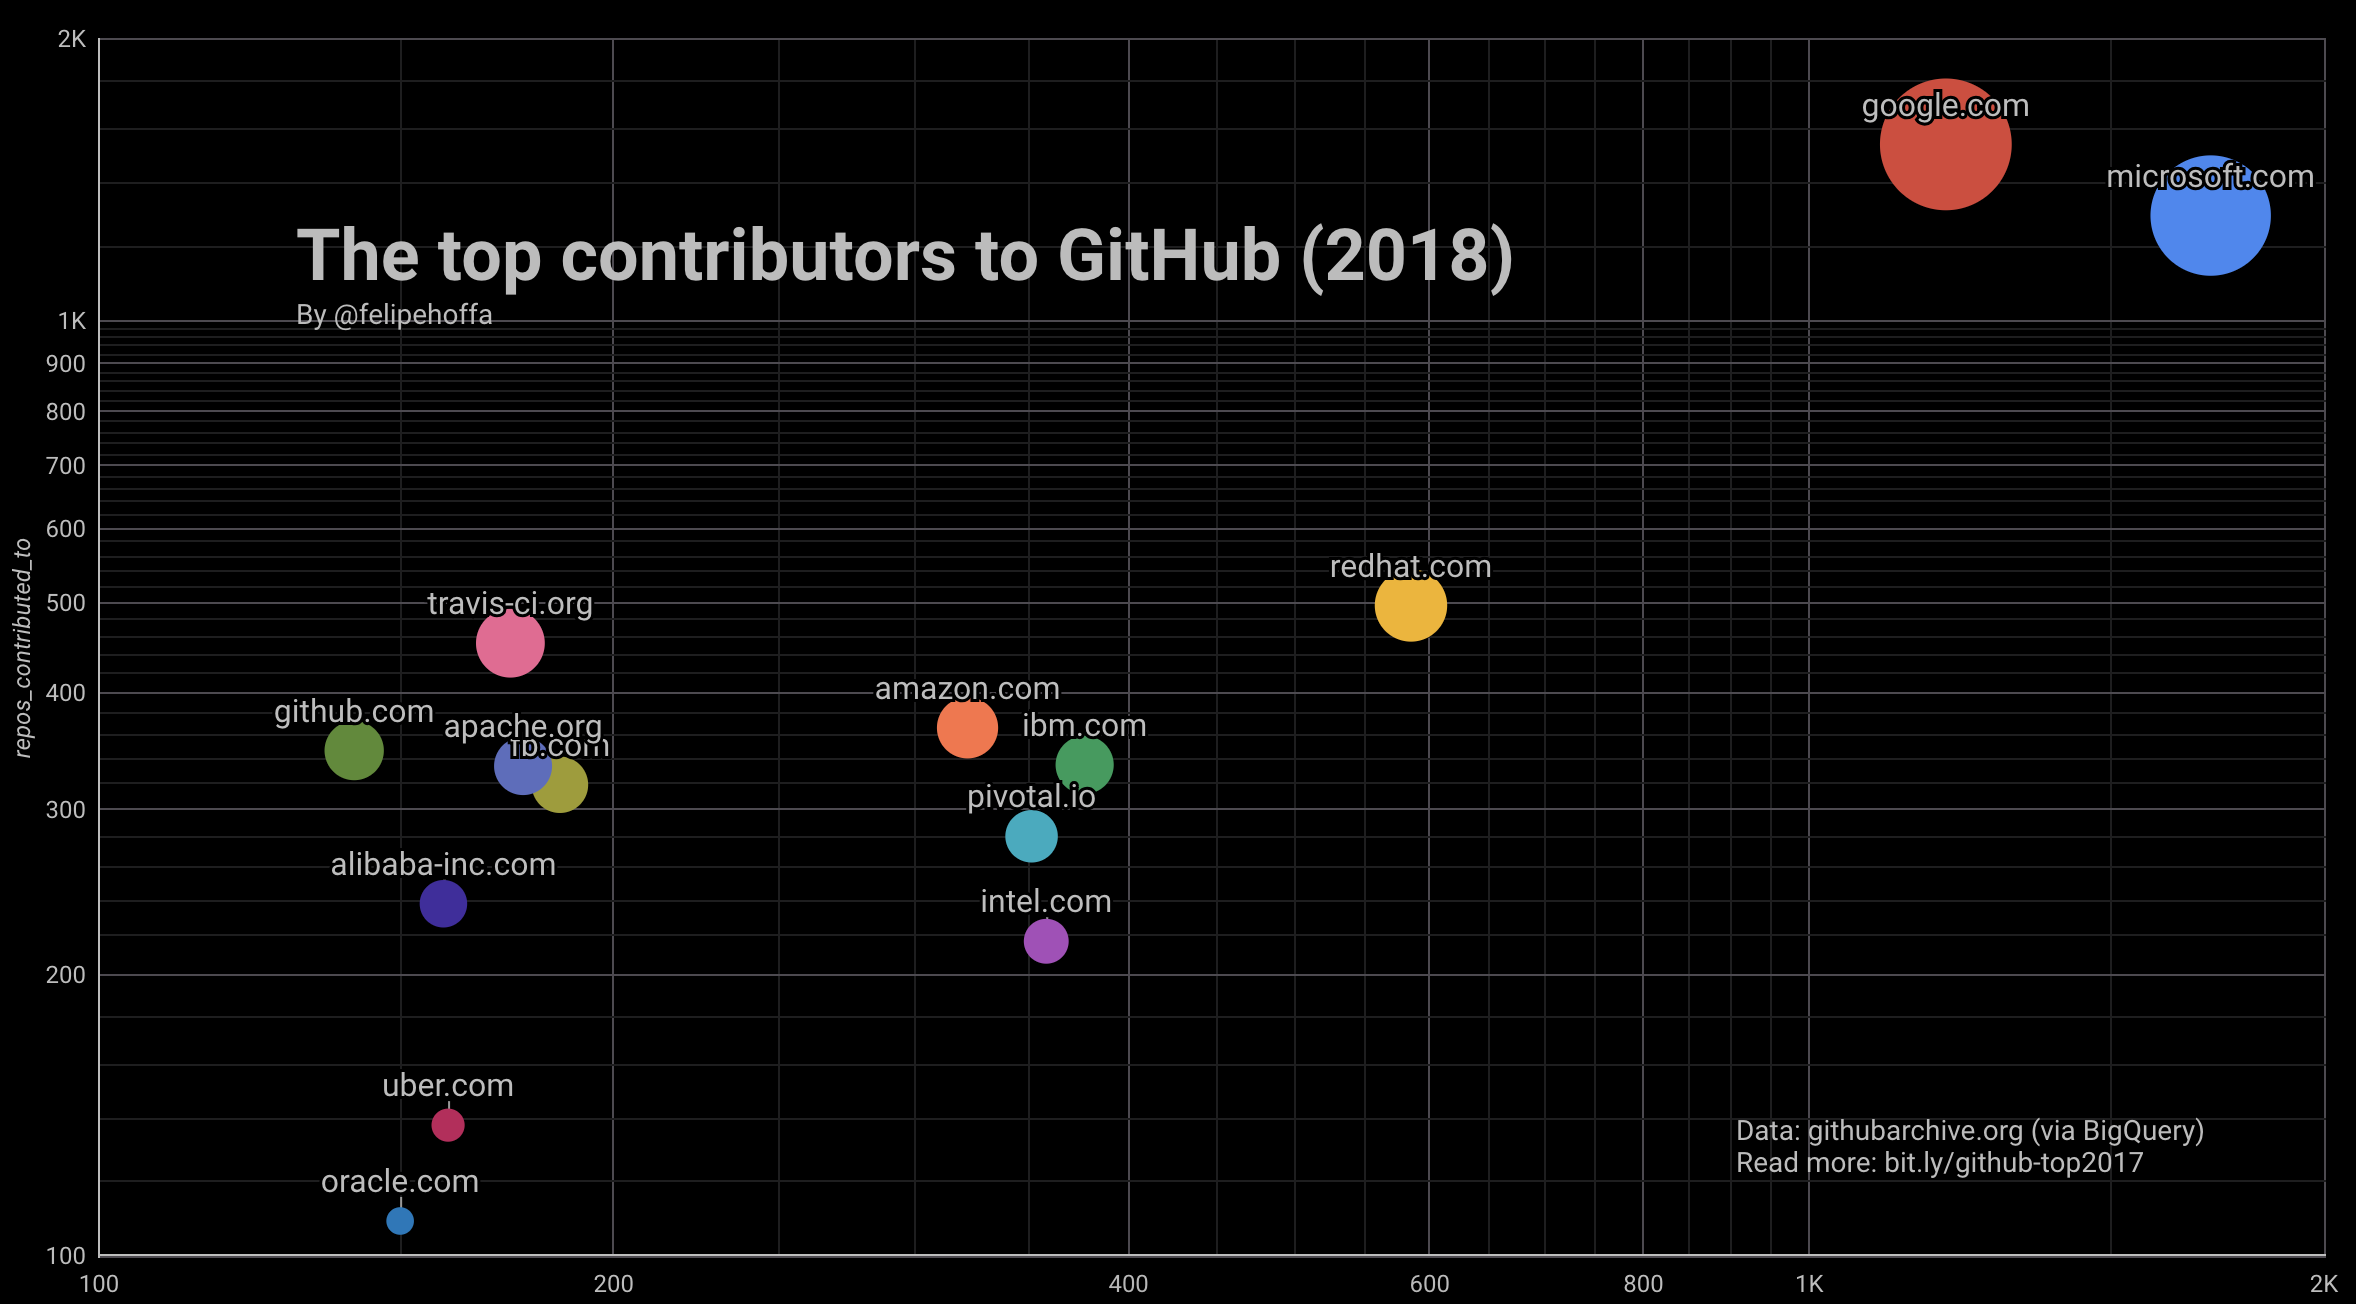 2K
google.com
microsoft.com
The top contributors to GitHub (2018)
By @felipehoffa
1K
900
800
700
600
repos_contributed_to
redhat.com
500
travis-ci.org
400
amazon.com
github.com
apache.org
ibm.com
fb.com
300
pivotal.io
alibaba-inc.com
intel.com
200
uber.com
Data: githubarchive.org (via BigQuery)
Read more: bit.ly/github-top2017
oracle.com
100
100 200 400 600 800 1K 2K